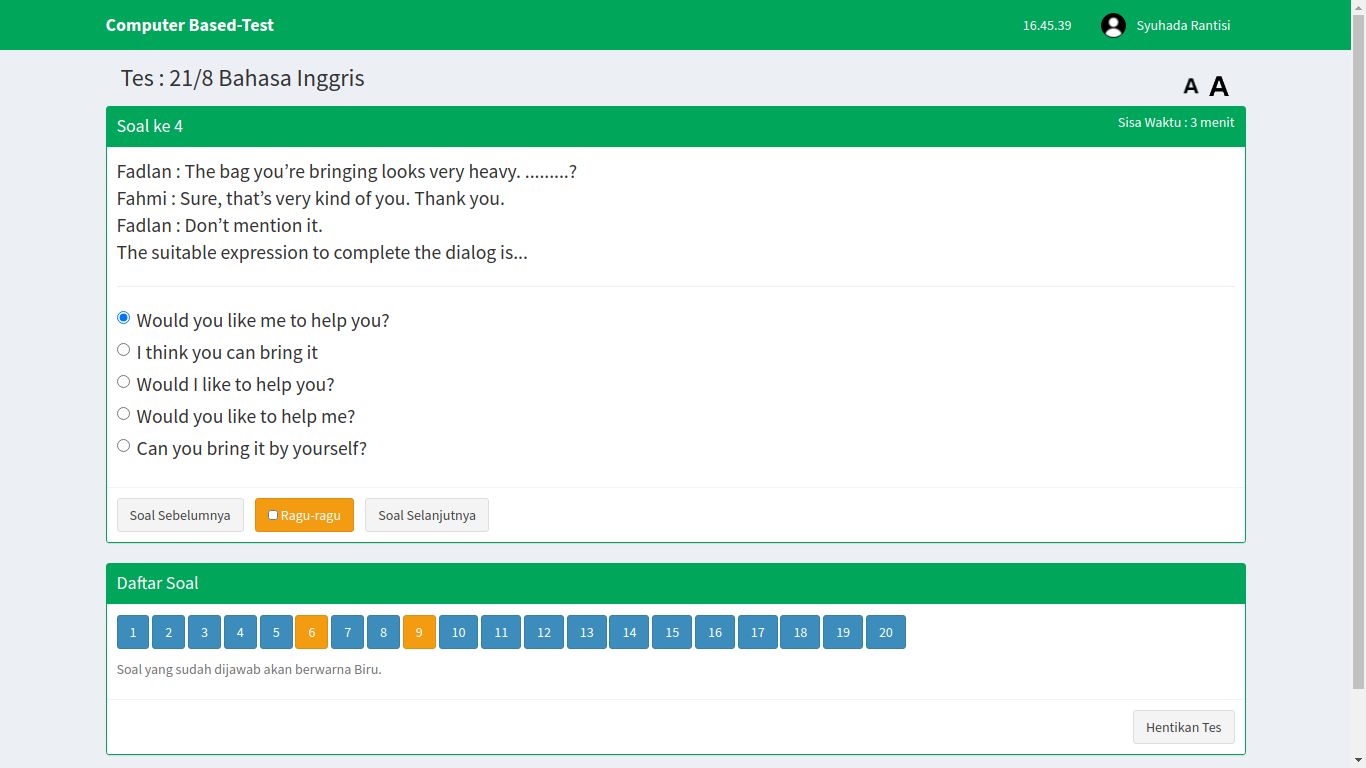 Computer Based-Test
16.45.39
Syuhada Rantisi
Tes : 21/8 Bahasa Inggris
A A
Soal ke 4
Sisa Waktu : 3 menit
Fadlan : The bag you’re bringing looks very heavy. .........?
Fahmi : Sure, that’s very kind of you. Thank you.
Fadlan : Don’t mention it.
The suitable expression to complete the dialog is...
Would you like me to help you?
I think you can bring it
Would I like to help you?
Would you like to help me?
Can you bring it by yourself?
Soal Sebelumnya
Ragu-ragu
Soal Selanjutnya
Daftar Soal
1 2 3 4 5 6 7 8 9 10 11 12 13 14 15 16 17 18 19 20
Soal yang sudah dijawab akan berwarna Biru.
Hentikan Tes